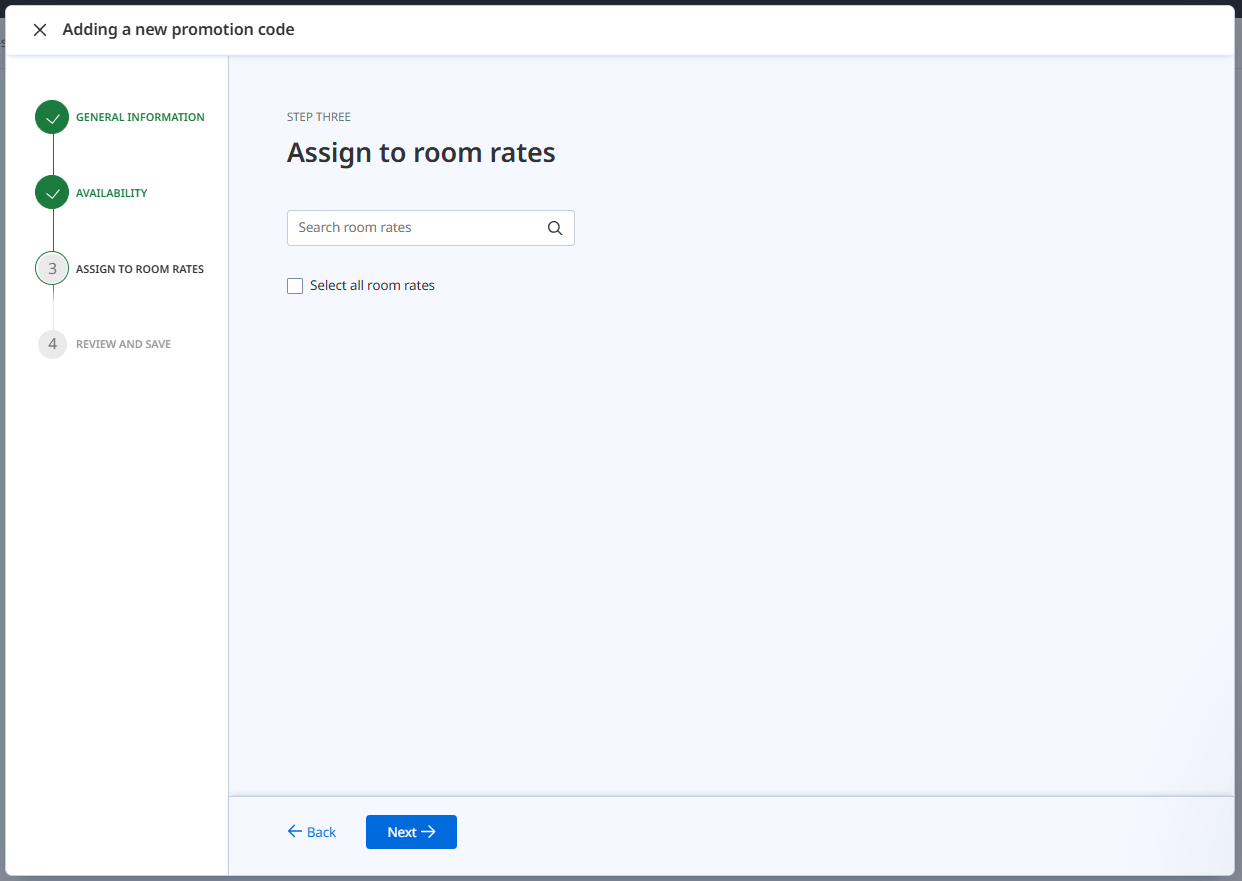 Adding a new promotion code
GENERAL INFORMATION
AVAILABILITY
3 ASSIGN TO ROOM RATES
4 REVIEW AND SAVE
STEP THREE
Assign to room rates
Search room rates
Select all room rates
Back
Next